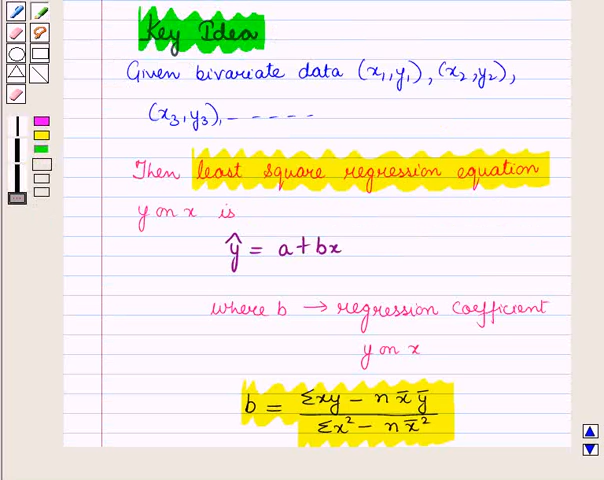 Key Idea
Given bivariate data (x₁,y₁), (x₂,y₂),
(x₃,y₃),------
Then least square regression equation
y on x is
ŷ = a+bx
where b → regression coefficient
y on x
b = Σxy - n x̄ ȳ / Σx² - n x̄²